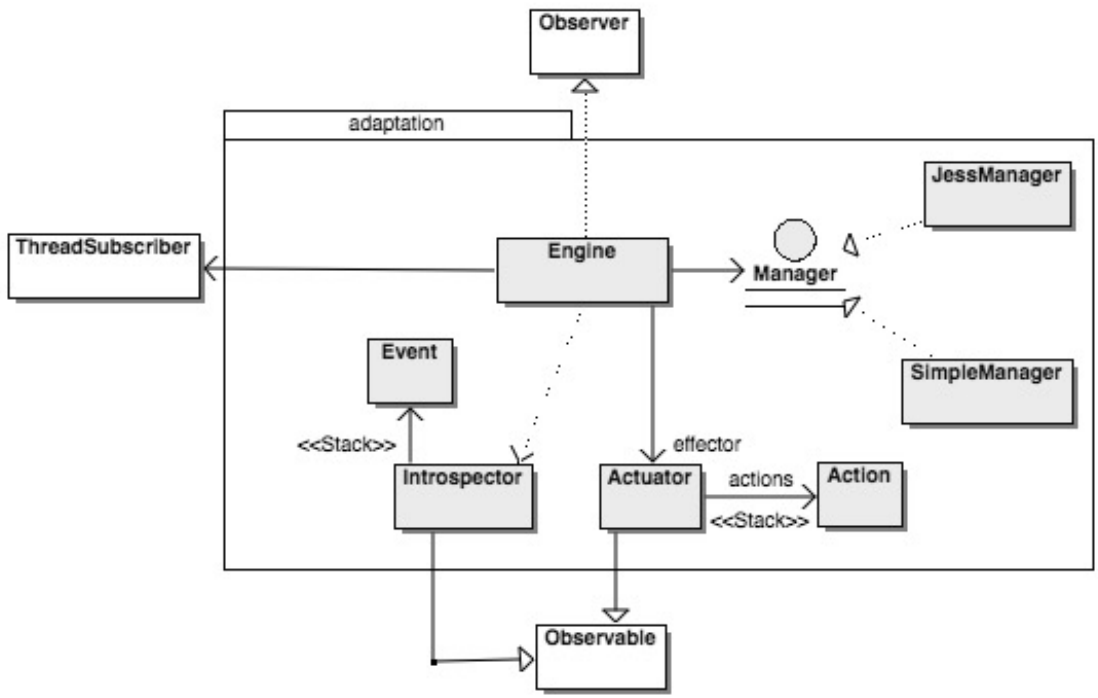 Observer
adaptation
JessManager
ThreadSubscriber
Engine
Manager
Event
SimpleManager
<<Stack>>
effector
Introspector
Actuator
actions
Action
<<Stack>>
Observable